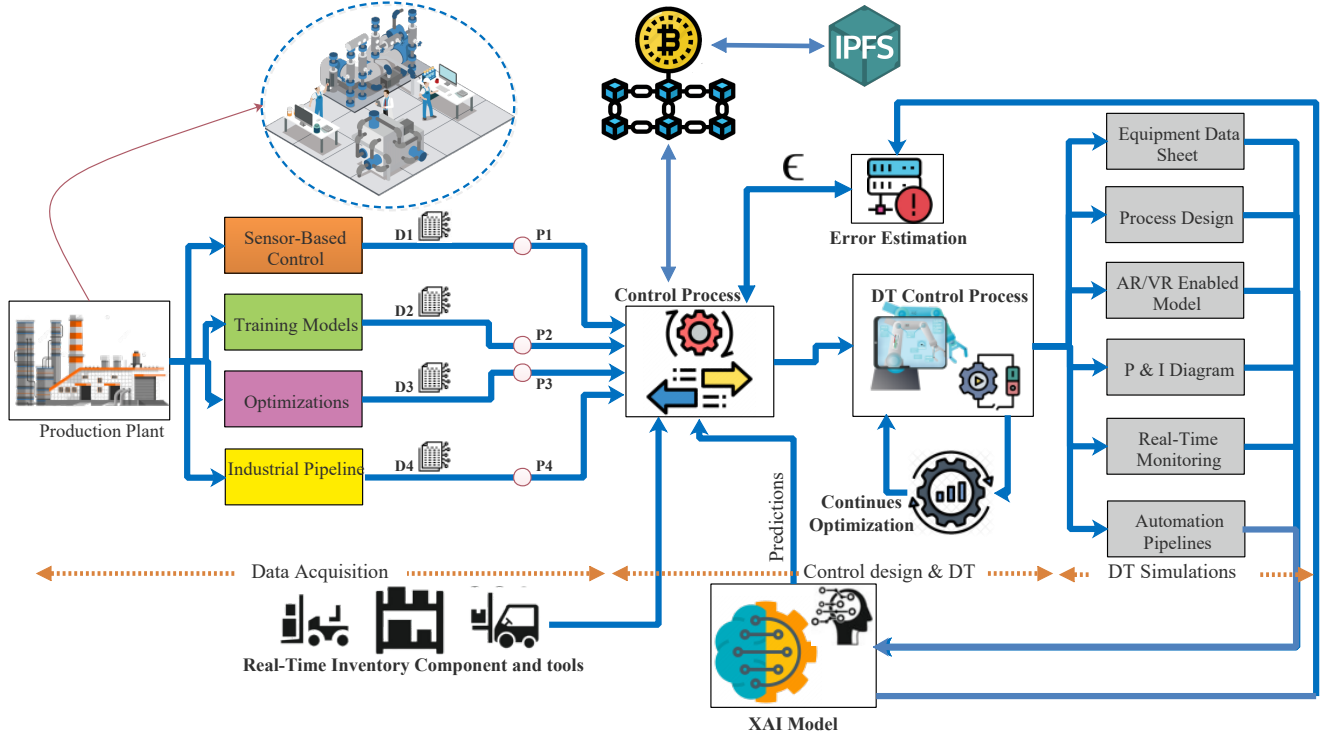 IPFS
Equipment Data
Sheet
Process Design
AR/VR Enabled
Model
P & I Diagram
Real-Time
Monitoring
Automation
Pipelines
ϵ
Error Estimation
Sensor-Based
Control
D1
P1
Training Models
D2
P2
Optimizations
D3
P3
Industrial Pipeline
D4
P4
Production Plant
Control Process
DT Control Process
Continues
Optimization
Predictions
Data Acquisition
Control design & DT
DT Simulations
Real-Time Inventory Component and tools
XAI Model